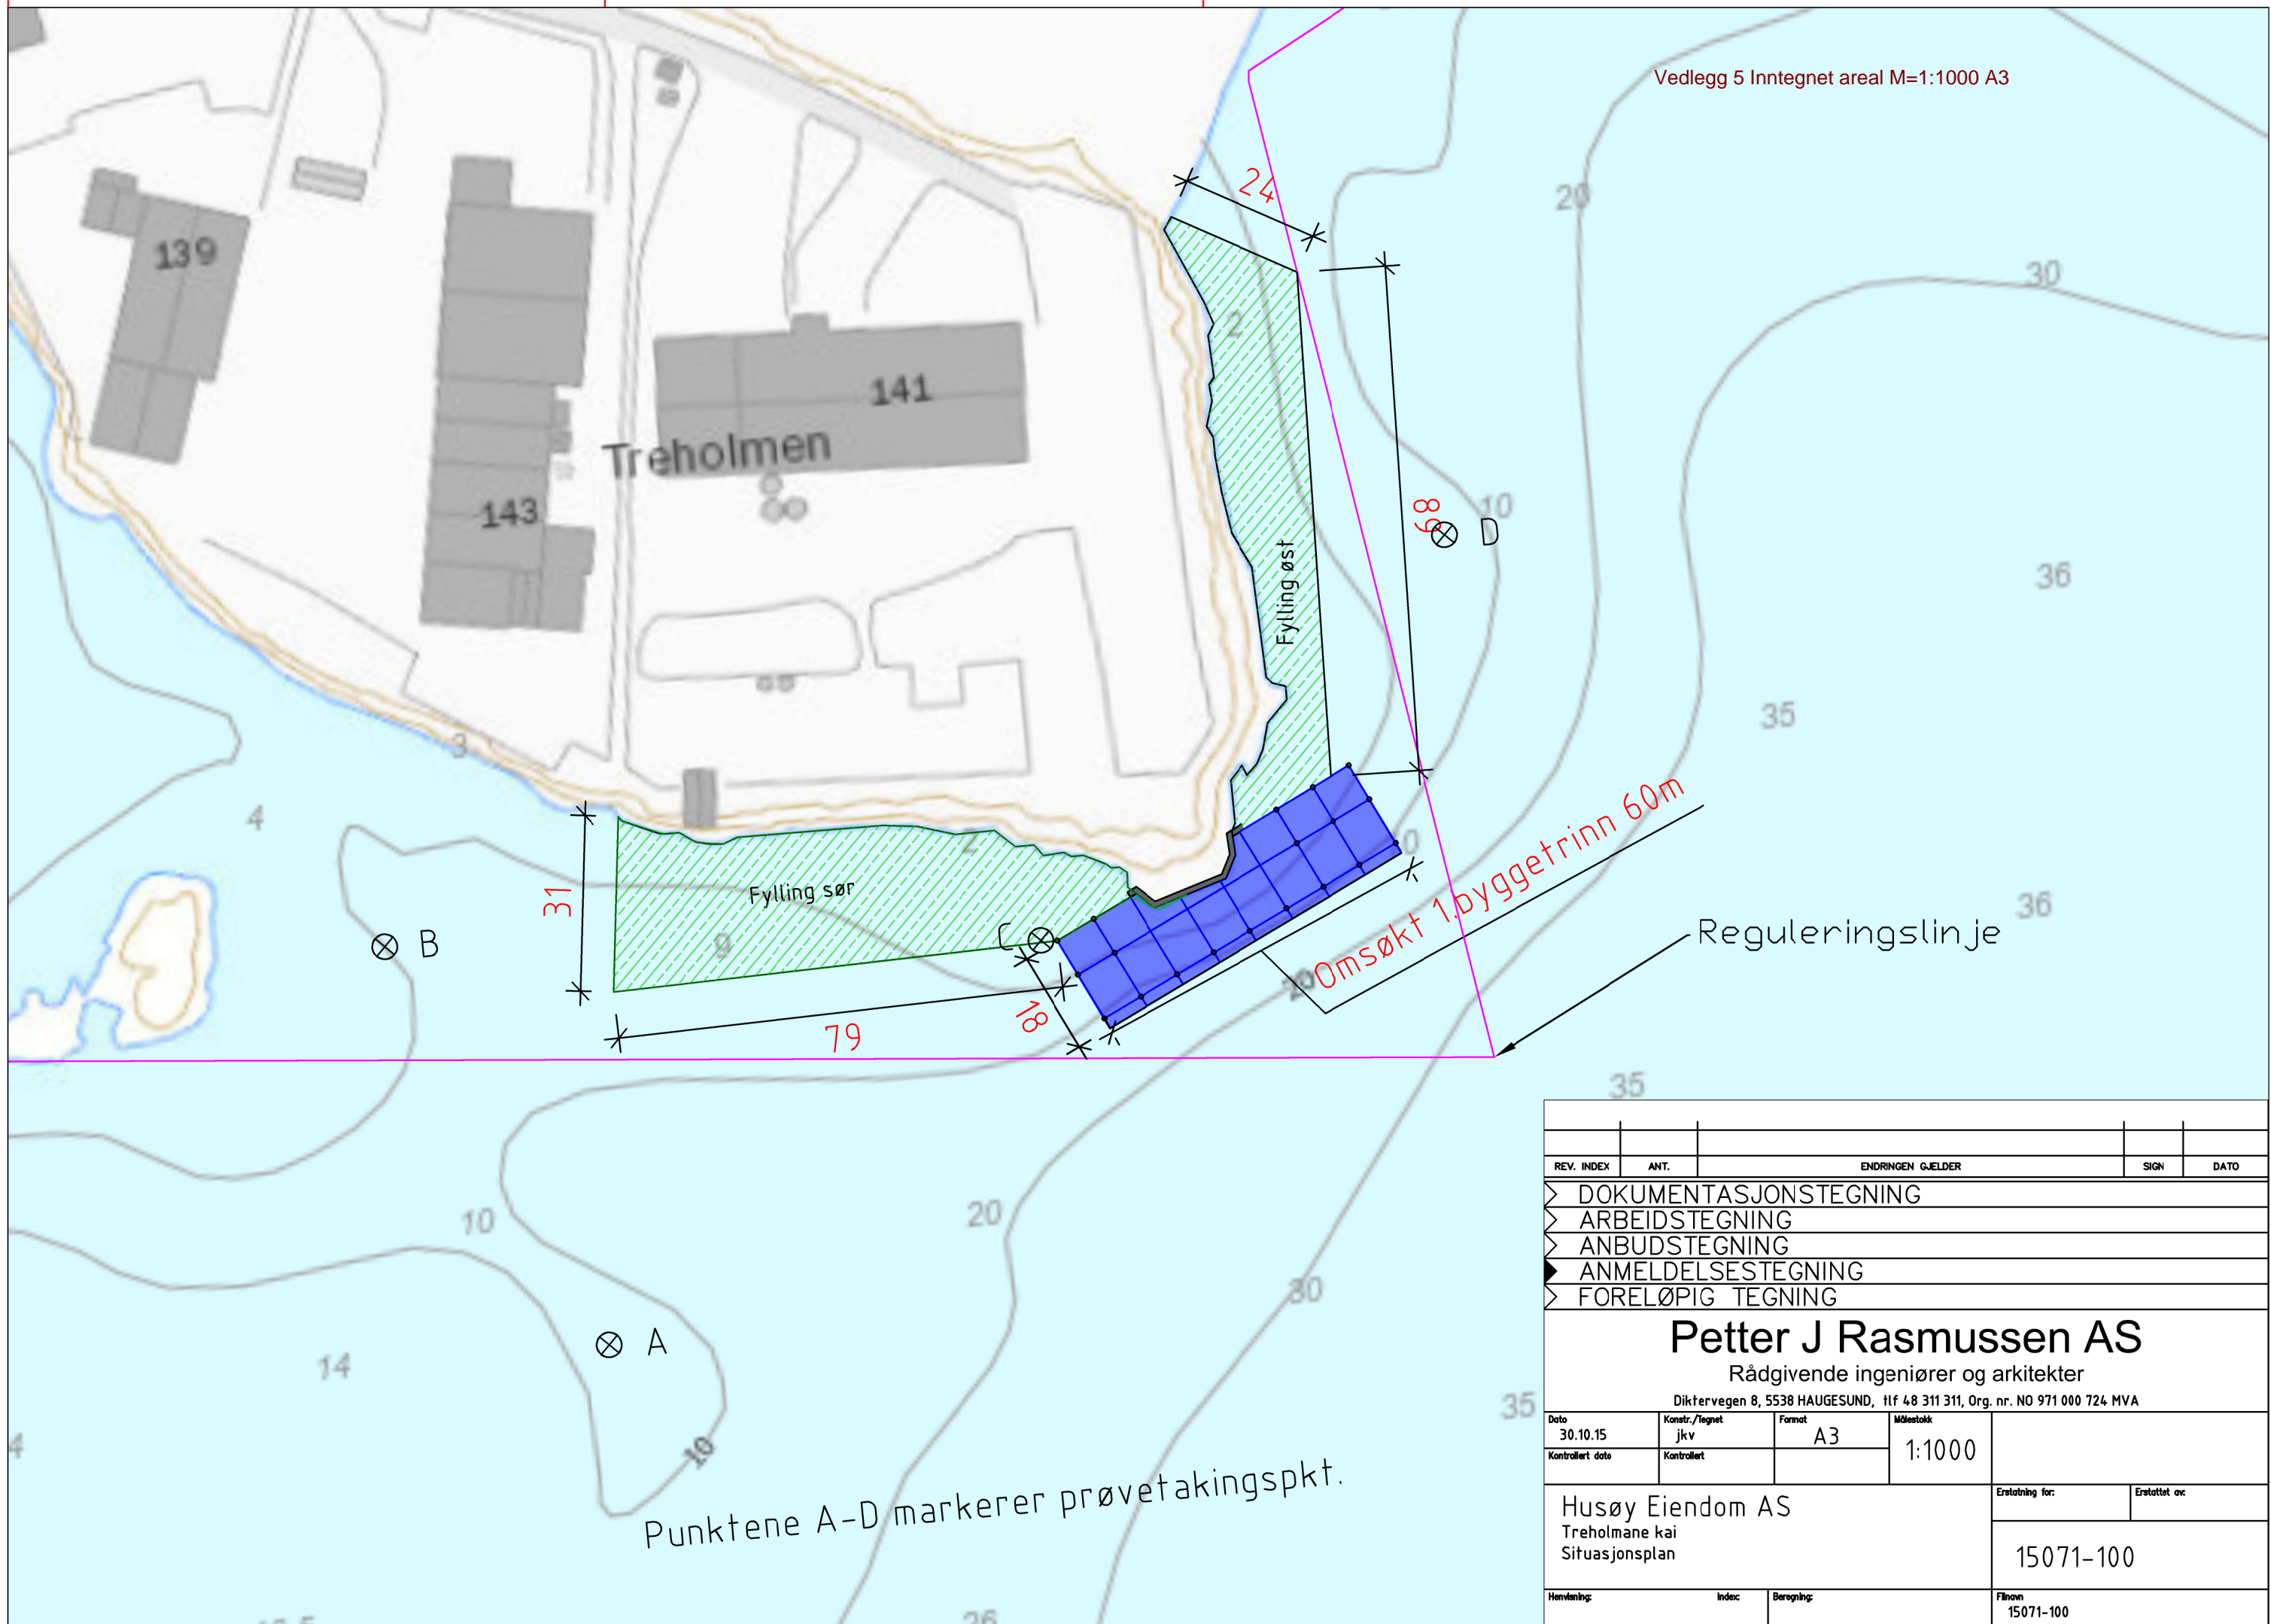 Vedlegg 5 Inntegnet areal M=1:1000 A3
24
20
30
139
2
141
Treholmen
143
68
10
D
36
Fylling øst
35
3
4
2
0
Omsøkt 1.byggetrinn 60m
31
Fylling sør
9
C
B
18
79
20
36
Reguleringslinje
35
10
20
30
A
14
35
4
10
Punktene A-D markerer prøvetakingspkt.
REV. INDEX ANT. ENDRINGEN GJELDER SIGN DATO
DOKUMENTASJONSTEGNING
ARBEIDSTEGNING
ANBUDSTEGNING
ANMELDELSESTEGNING
FORELØPIG TEGNING
Petter J Rasmussen AS
Rådgivende ingeniører og arkitekter
Diktervegen 8, 5538 HAUGESUND, tlf 48 311 311, Org. nr. NO 971 000 724 MVA
Dato Konstr./Tegnet Format Målestokk
30.10.15 jkv A3 1:1000
Kontrollert dato Kontrollert
Husøy Eiendom AS
Treholmane kai
Situasjonsplan
Erstatning for: Erstattet av:
15071-100
Henvisning: Index: Beregning: Filnavn
15071-100